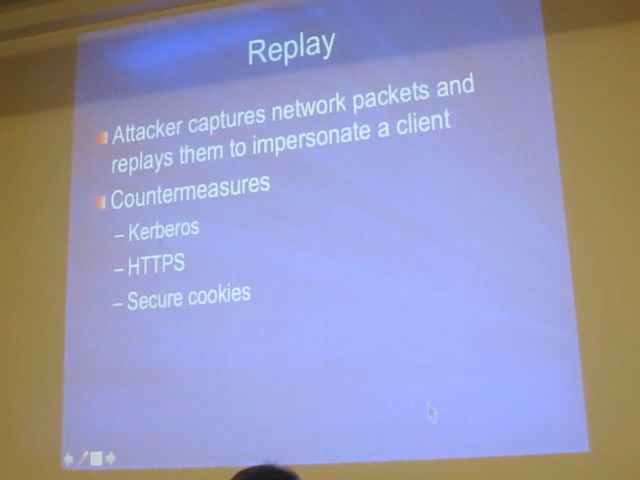 Replay
Attacker captures network packets and
replays them to impersonate a client
Countermeasures
– Kerberos
– HTTPS
– Secure cookies